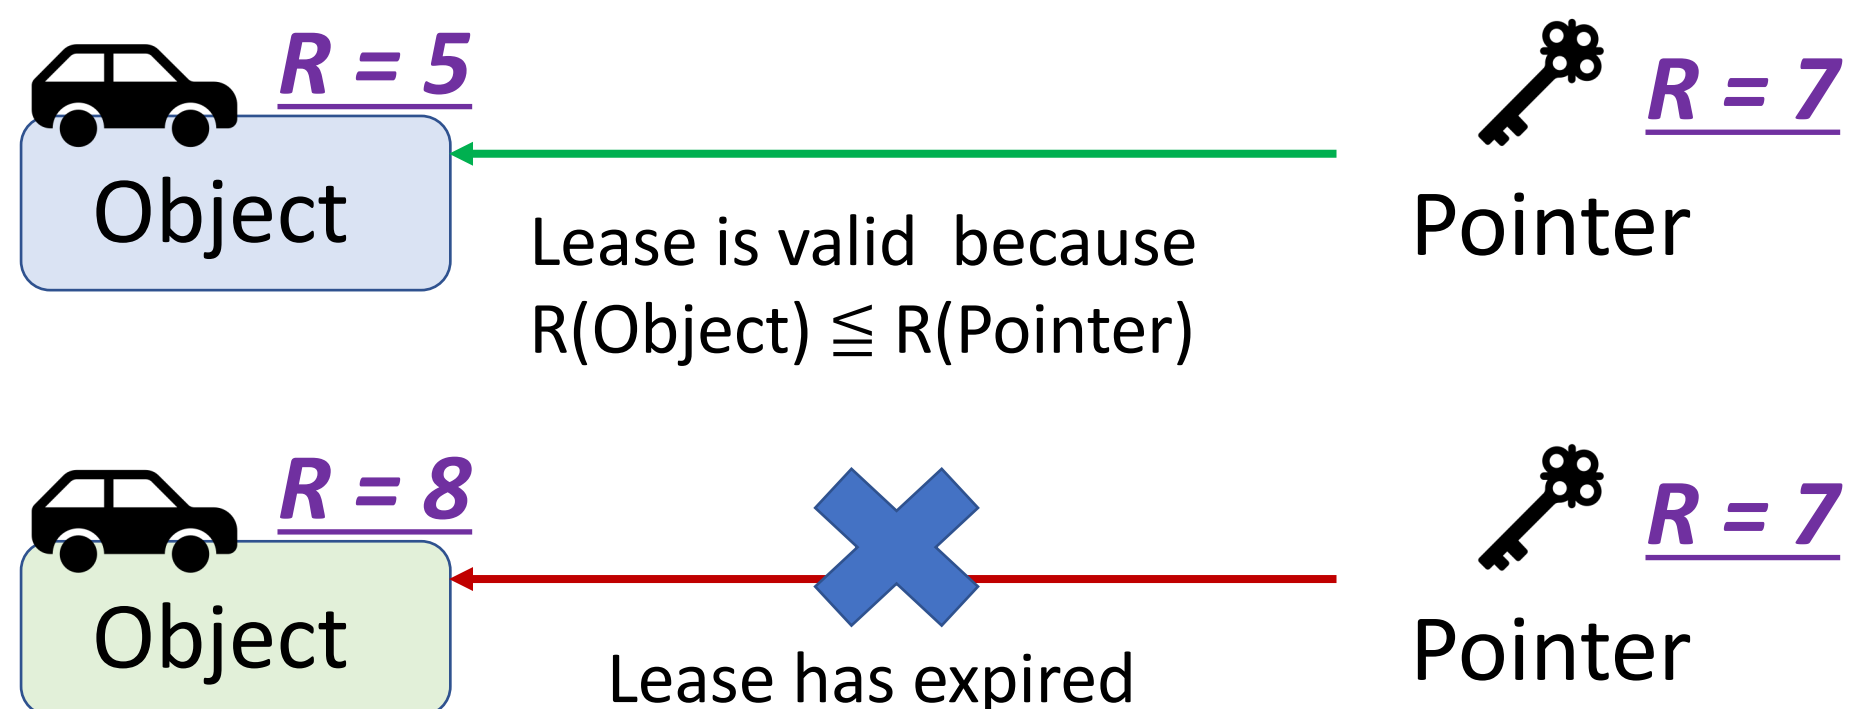 R = 5
R = 7
Object
Pointer
Lease is valid  because
R(Object) ≦ R(Pointer)
R = 8
R = 7
Object
Pointer
Lease has expired